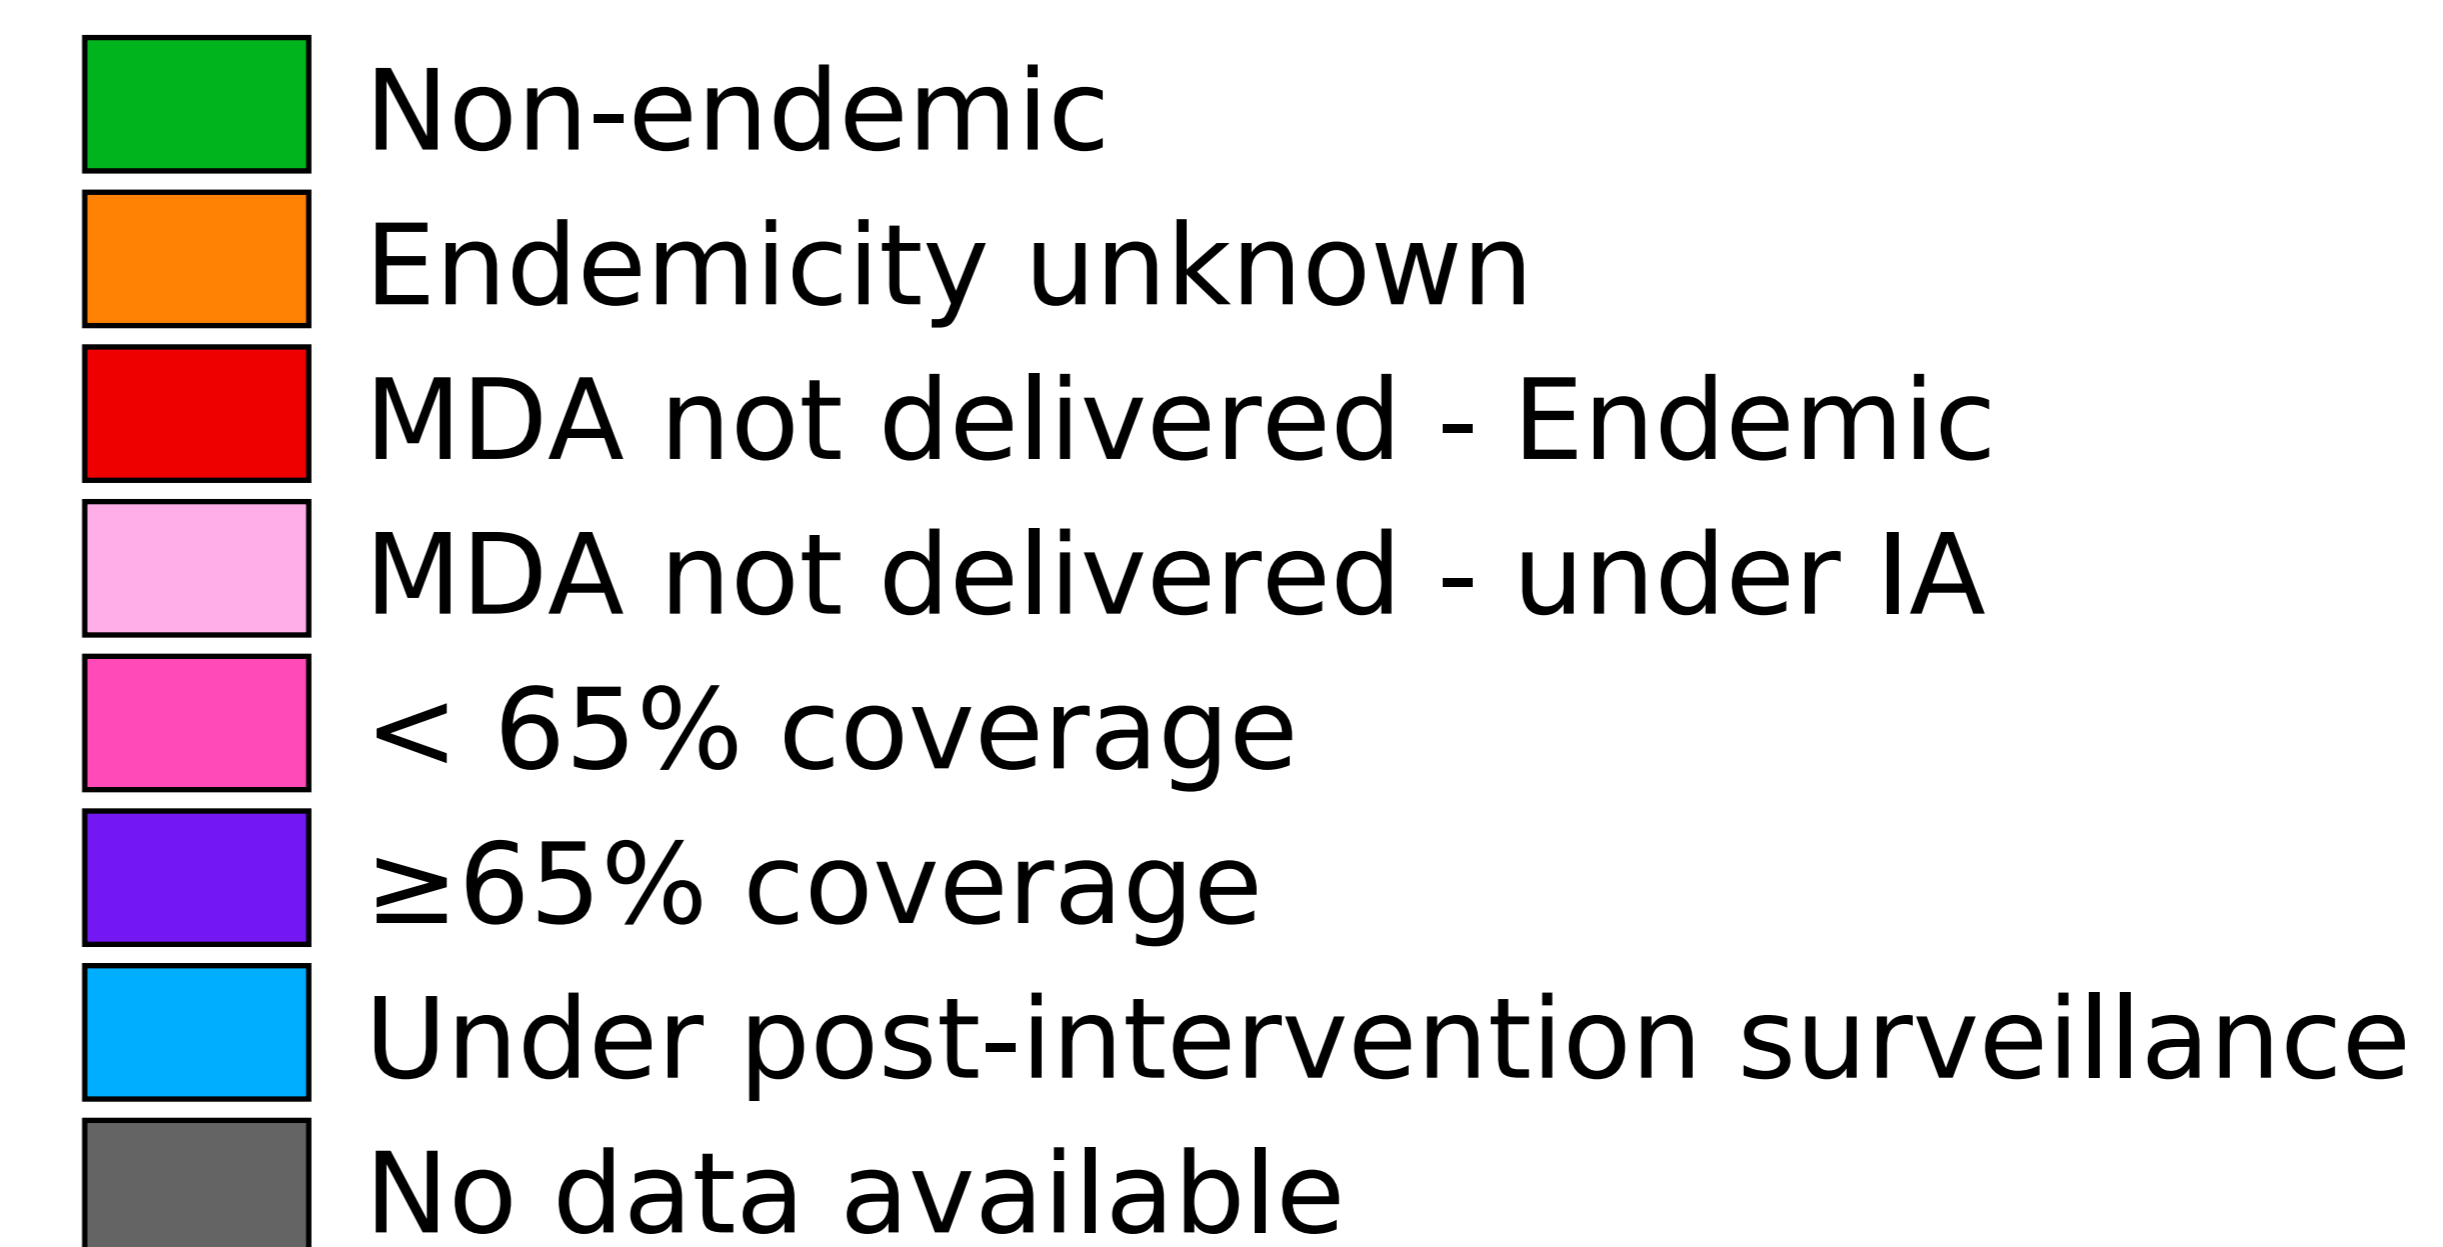 Non-endemic
Endemicity unknown
MDA not delivered - Endemic
MDA not delivered - under IA
< 65% coverage
≥65% coverage
Under post-intervention surveillance
No data available